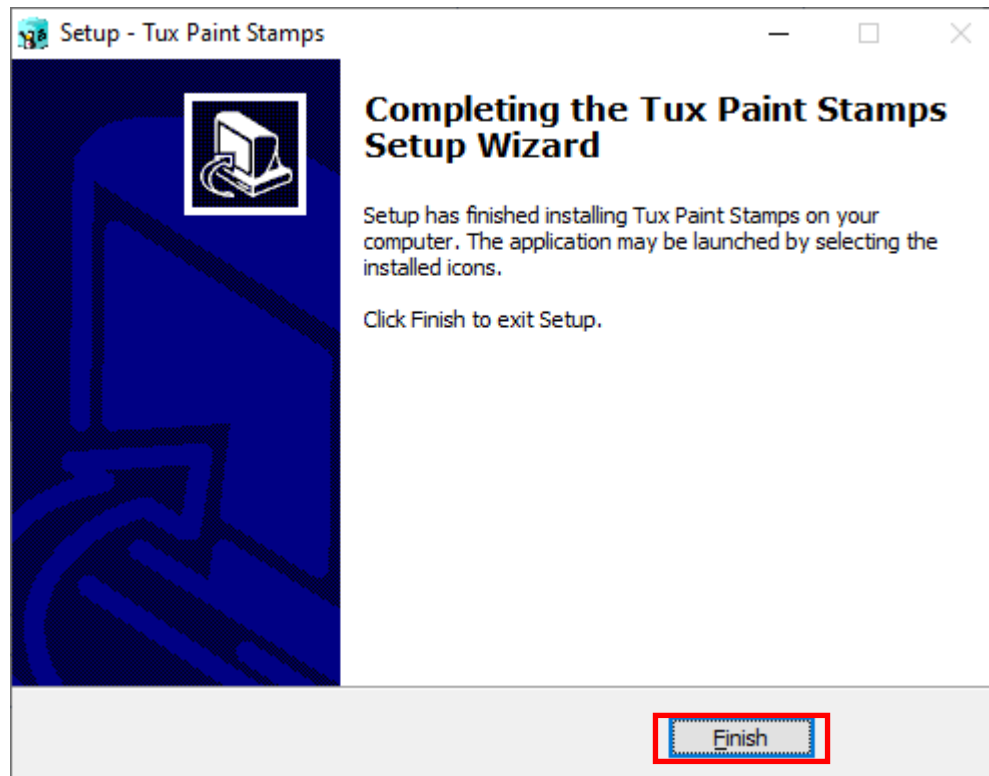 Setup - Tux Paint Stamps
Completing the Tux Paint Stamps
Setup Wizard
Setup has finished installing Tux Paint Stamps on your
computer. The application may be launched by selecting the
installed icons.
Click Finish to exit Setup.
Finish